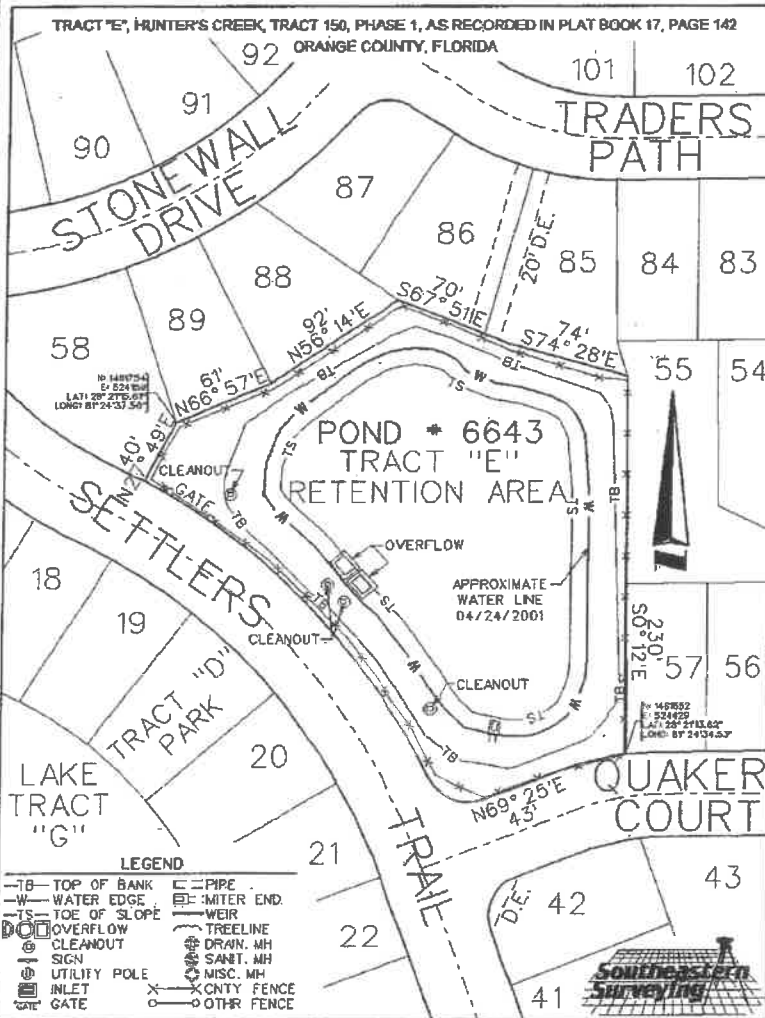 TRACT "E", HUNTER'S CREEK, TRACT 150, PHASE 1, AS RECORDED IN PLAT BOOK 17, PAGE 142
ORANGE COUNTY, FLORIDA
92
101
102
91
90
STONEWALL
DRIVE
TRADERS
PATH
87
86
20' D.E.
85
84
83
88
89
58
70'
S67° 51'E
74'
S74° 28'E
92'
N56° 14'E
61'
N66° 57'E
55
54
40'
N27° 49'E
POND # 6643
TRACT "E"
RETENTION AREA
CLEANOUT
GATE
TB
TS
W
SETTLERS
TRAIL
OVERFLOW
APPROXIMATE
WATER LINE
04/24/2001
CLEANOUT
CLEANOUT
230'
S0° 12'E
57
56
18
19
TRACT "D"
PARK
20
LAKE
TRACT
"G"
N69° 25'E
43'
QUAKER
COURT
21
22
D.E.
42
43
41
LEGEND
TB TOP OF BANK
W WATER EDGE
TS TOE OF SLOPE
OVERFLOW
CLEANOUT
SIGN
UTILITY POLE
INLET
GATE GATE
PIPE
MITER END
WEIR
TREELINE
DRAIN. MH
SANIT. MH
MISC. MH
CNTY FENCE
OTHR FENCE
Southeastern
Surveying